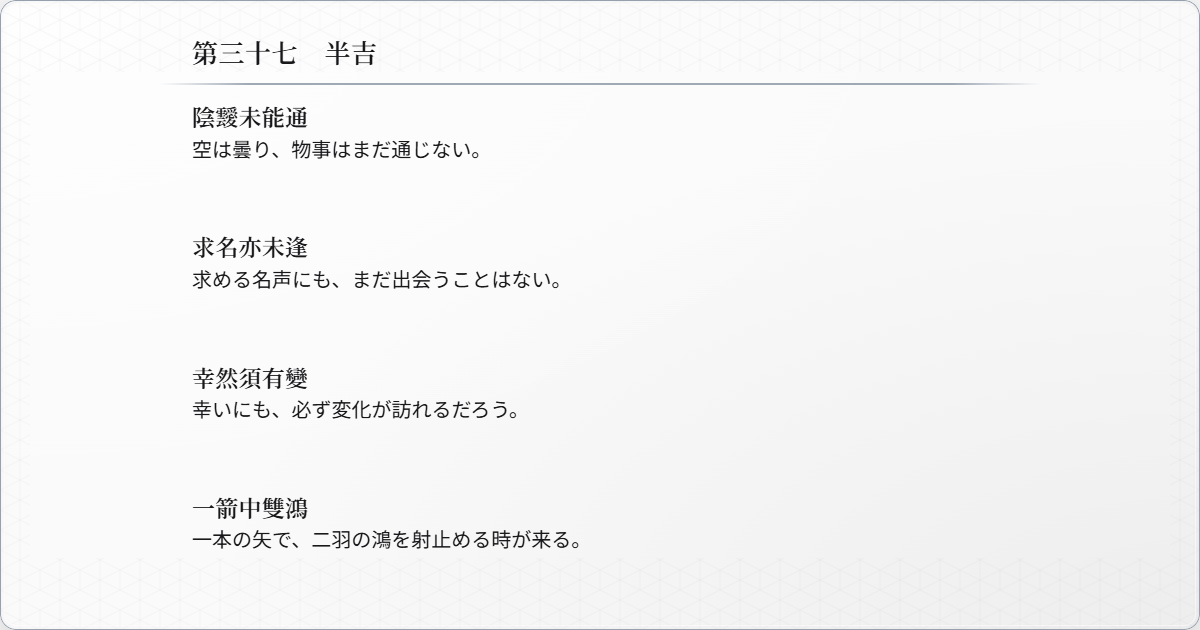 第三十七　半吉
陰靉未能通
空は曇り、物事はまだ通じない。
求名亦未逢
求める名声にも、まだ出会うことはない。
幸然須有變
幸いにも、必ず変化が訪れるだろう。
一箭中雙鴻
一本の矢で、二羽の鴻を射止める時が来る。